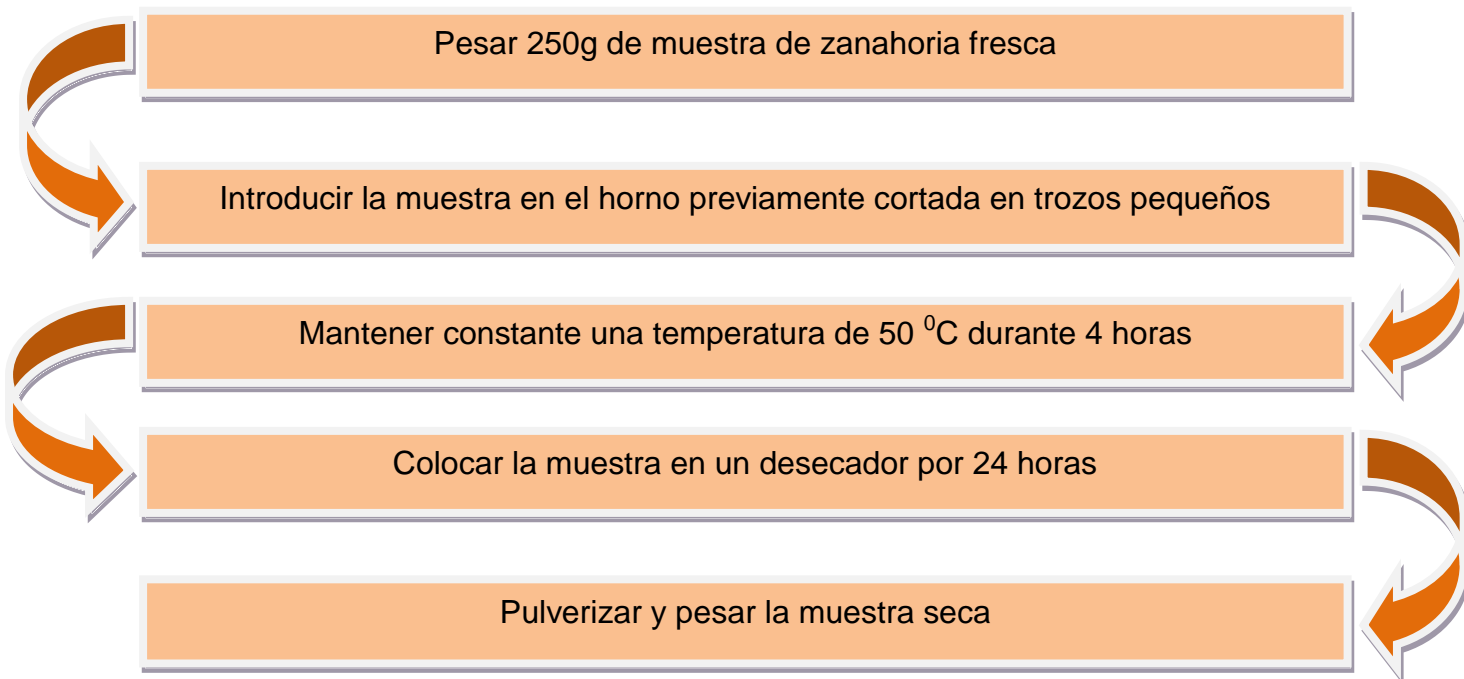 Pesar 250g de muestra de zanahoria fresca
Introducir la muestra en el horno previamente cortada en trozos pequeños
Mantener constante una temperatura de 50 ⁰C durante 4 horas
Colocar la muestra en un desecador por 24 horas
Pulverizar y pesar la muestra seca